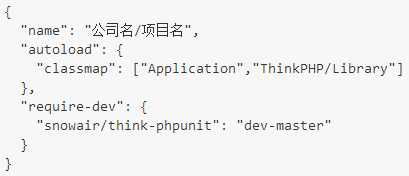 {
  "name": "公司名/项目名",
  "autoload": {
    "classmap": ["Application","ThinkPHP/Library"]
  },
  "require-dev": {
    "snowair/think-phpunit": "dev-master"
  }
}